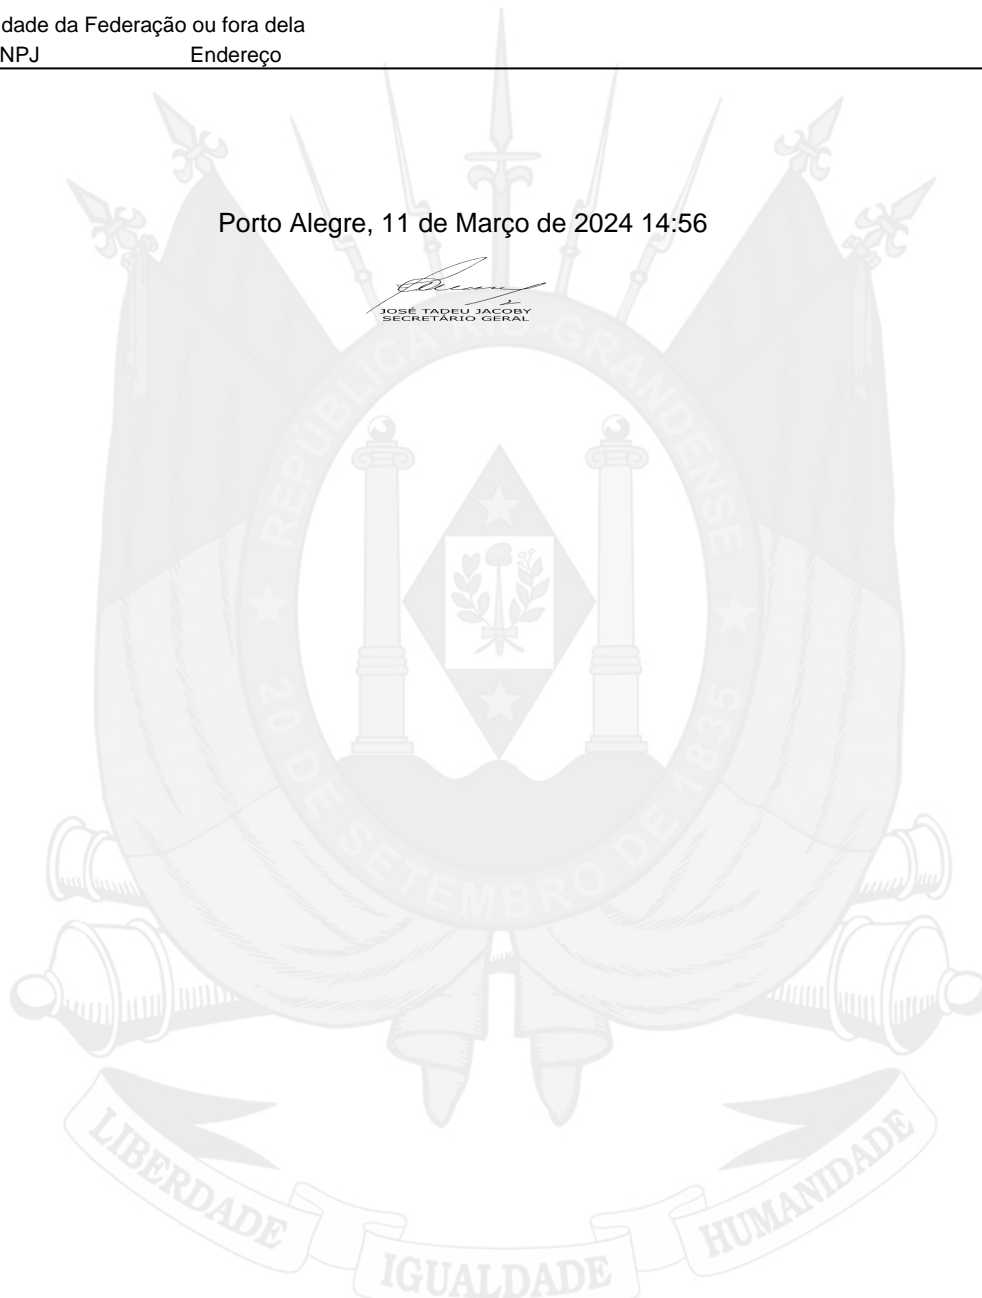 dade da Federação ou fora dela
NPJ Endereço
Porto Alegre, 11 de Março de 2024 14:56
JOSÉ TADEU JACOBY
SECRETÁRIO GERAL
REPÚBLICA RIO-GRANDENSE
20 DE SETEMBRO DE 1835
LIBERDADE
IGUALDADE
HUMANIDADE